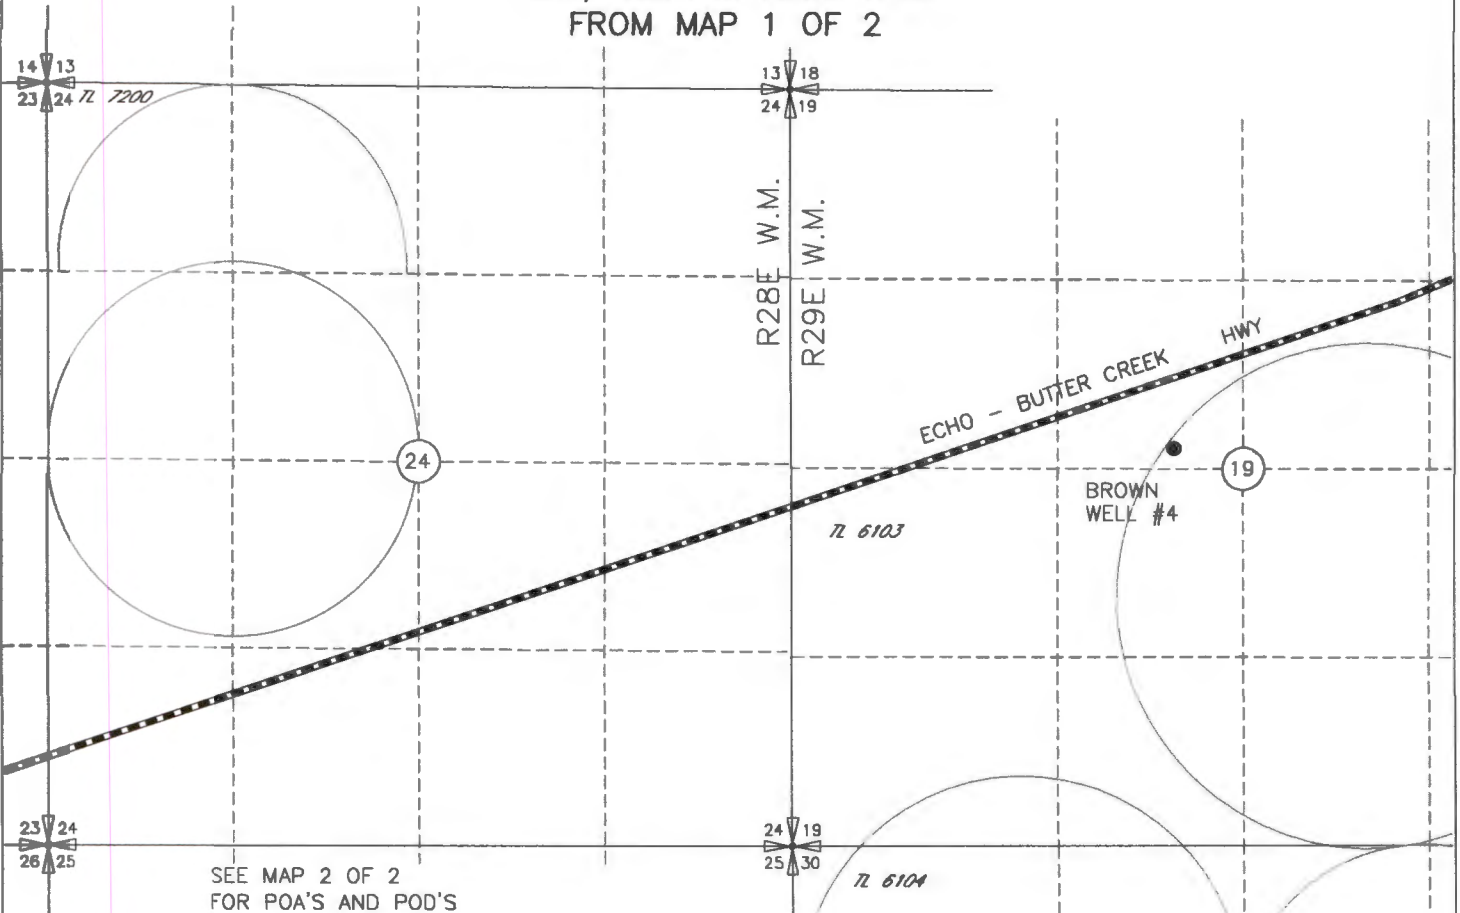 FROM MAP 1 OF 2
14 13
23 24
TL 7200
13 18
24 19
R28E W.M.
R29E W.M.
ECHO - BUTTER CREEK HWY
24
19
BROWN
WELL #4
TL 6103
23 24
26 25
24 19
25 30
SEE MAP 2 OF 2
FOR POA'S AND POD'S
TL 6104